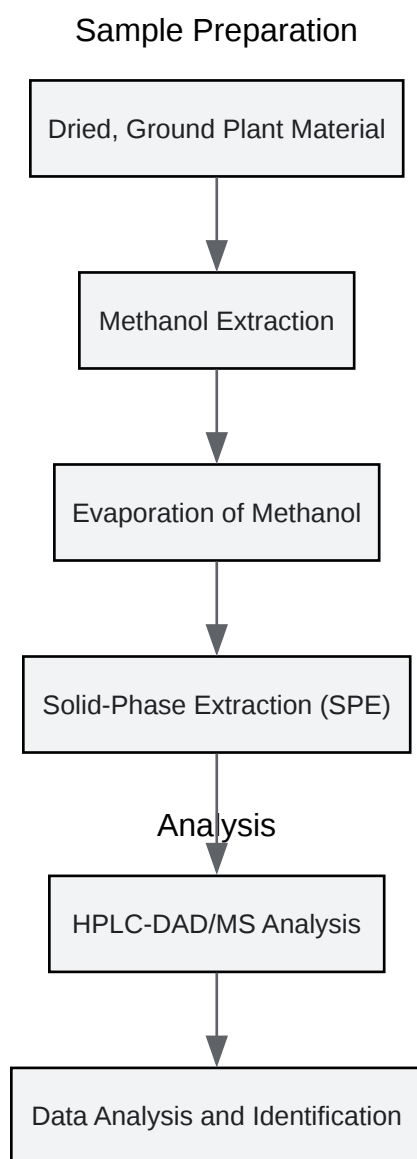 Sample Preparation
Dried, Ground Plant Material
Methanol Extraction
Evaporation of Methanol
Solid-Phase Extraction (SPE)
Analysis
HPLC-DAD/MS Analysis
Data Analysis and Identification